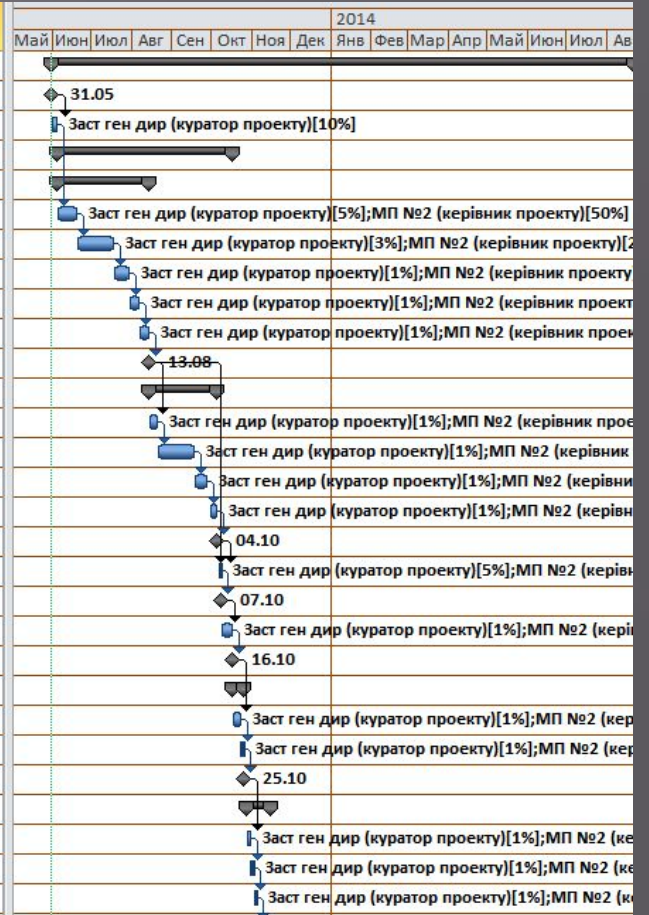 2014
Май Июн Июл Авг Сен Окт Ноя Дек Янв Фев Мар Апр Май Июн Июл Ав
31.05
Заст ген дир (куратор проекту)[10%]
Заст ген дир (куратор проекту)[5%];МП №2 (керівник проекту)[50%]
Заст ген дир (куратор проекту)[3%];МП №2 (керівник проекту)[2
Заст ген дир (куратор проекту)[1%];МП №2 (керівник проекту
Заст ген дир (куратор проекту)[1%];МП №2 (керівник проект
Заст ген дир (куратор проекту)[1%];МП №2 (керівник проек
13.08
Заст ген дир (куратор проекту)[1%];МП №2 (керівник прое
Заст ген дир (куратор проекту)[1%];МП №2 (керівник
Заст ген дир (куратор проекту)[1%];МП №2 (керівни
Заст ген дир (куратор проекту)[1%];МП №2 (керівн
04.10
Заст ген дир (куратор проекту)[5%];МП №2 (керівн
07.10
Заст ген дир (куратор проекту)[1%];МП №2 (кері
16.10
Заст ген дир (куратор проекту)[1%];МП №2 (кер
Заст ген дир (куратор проекту)[1%];МП №2 (кер
25.10
Заст ген дир (куратор проекту)[1%];МП №2 (ке
Заст ген дир (куратор проекту)[1%];МП №2 (ке
Заст ген дир (куратор проекту)[1%];МП №2 (к